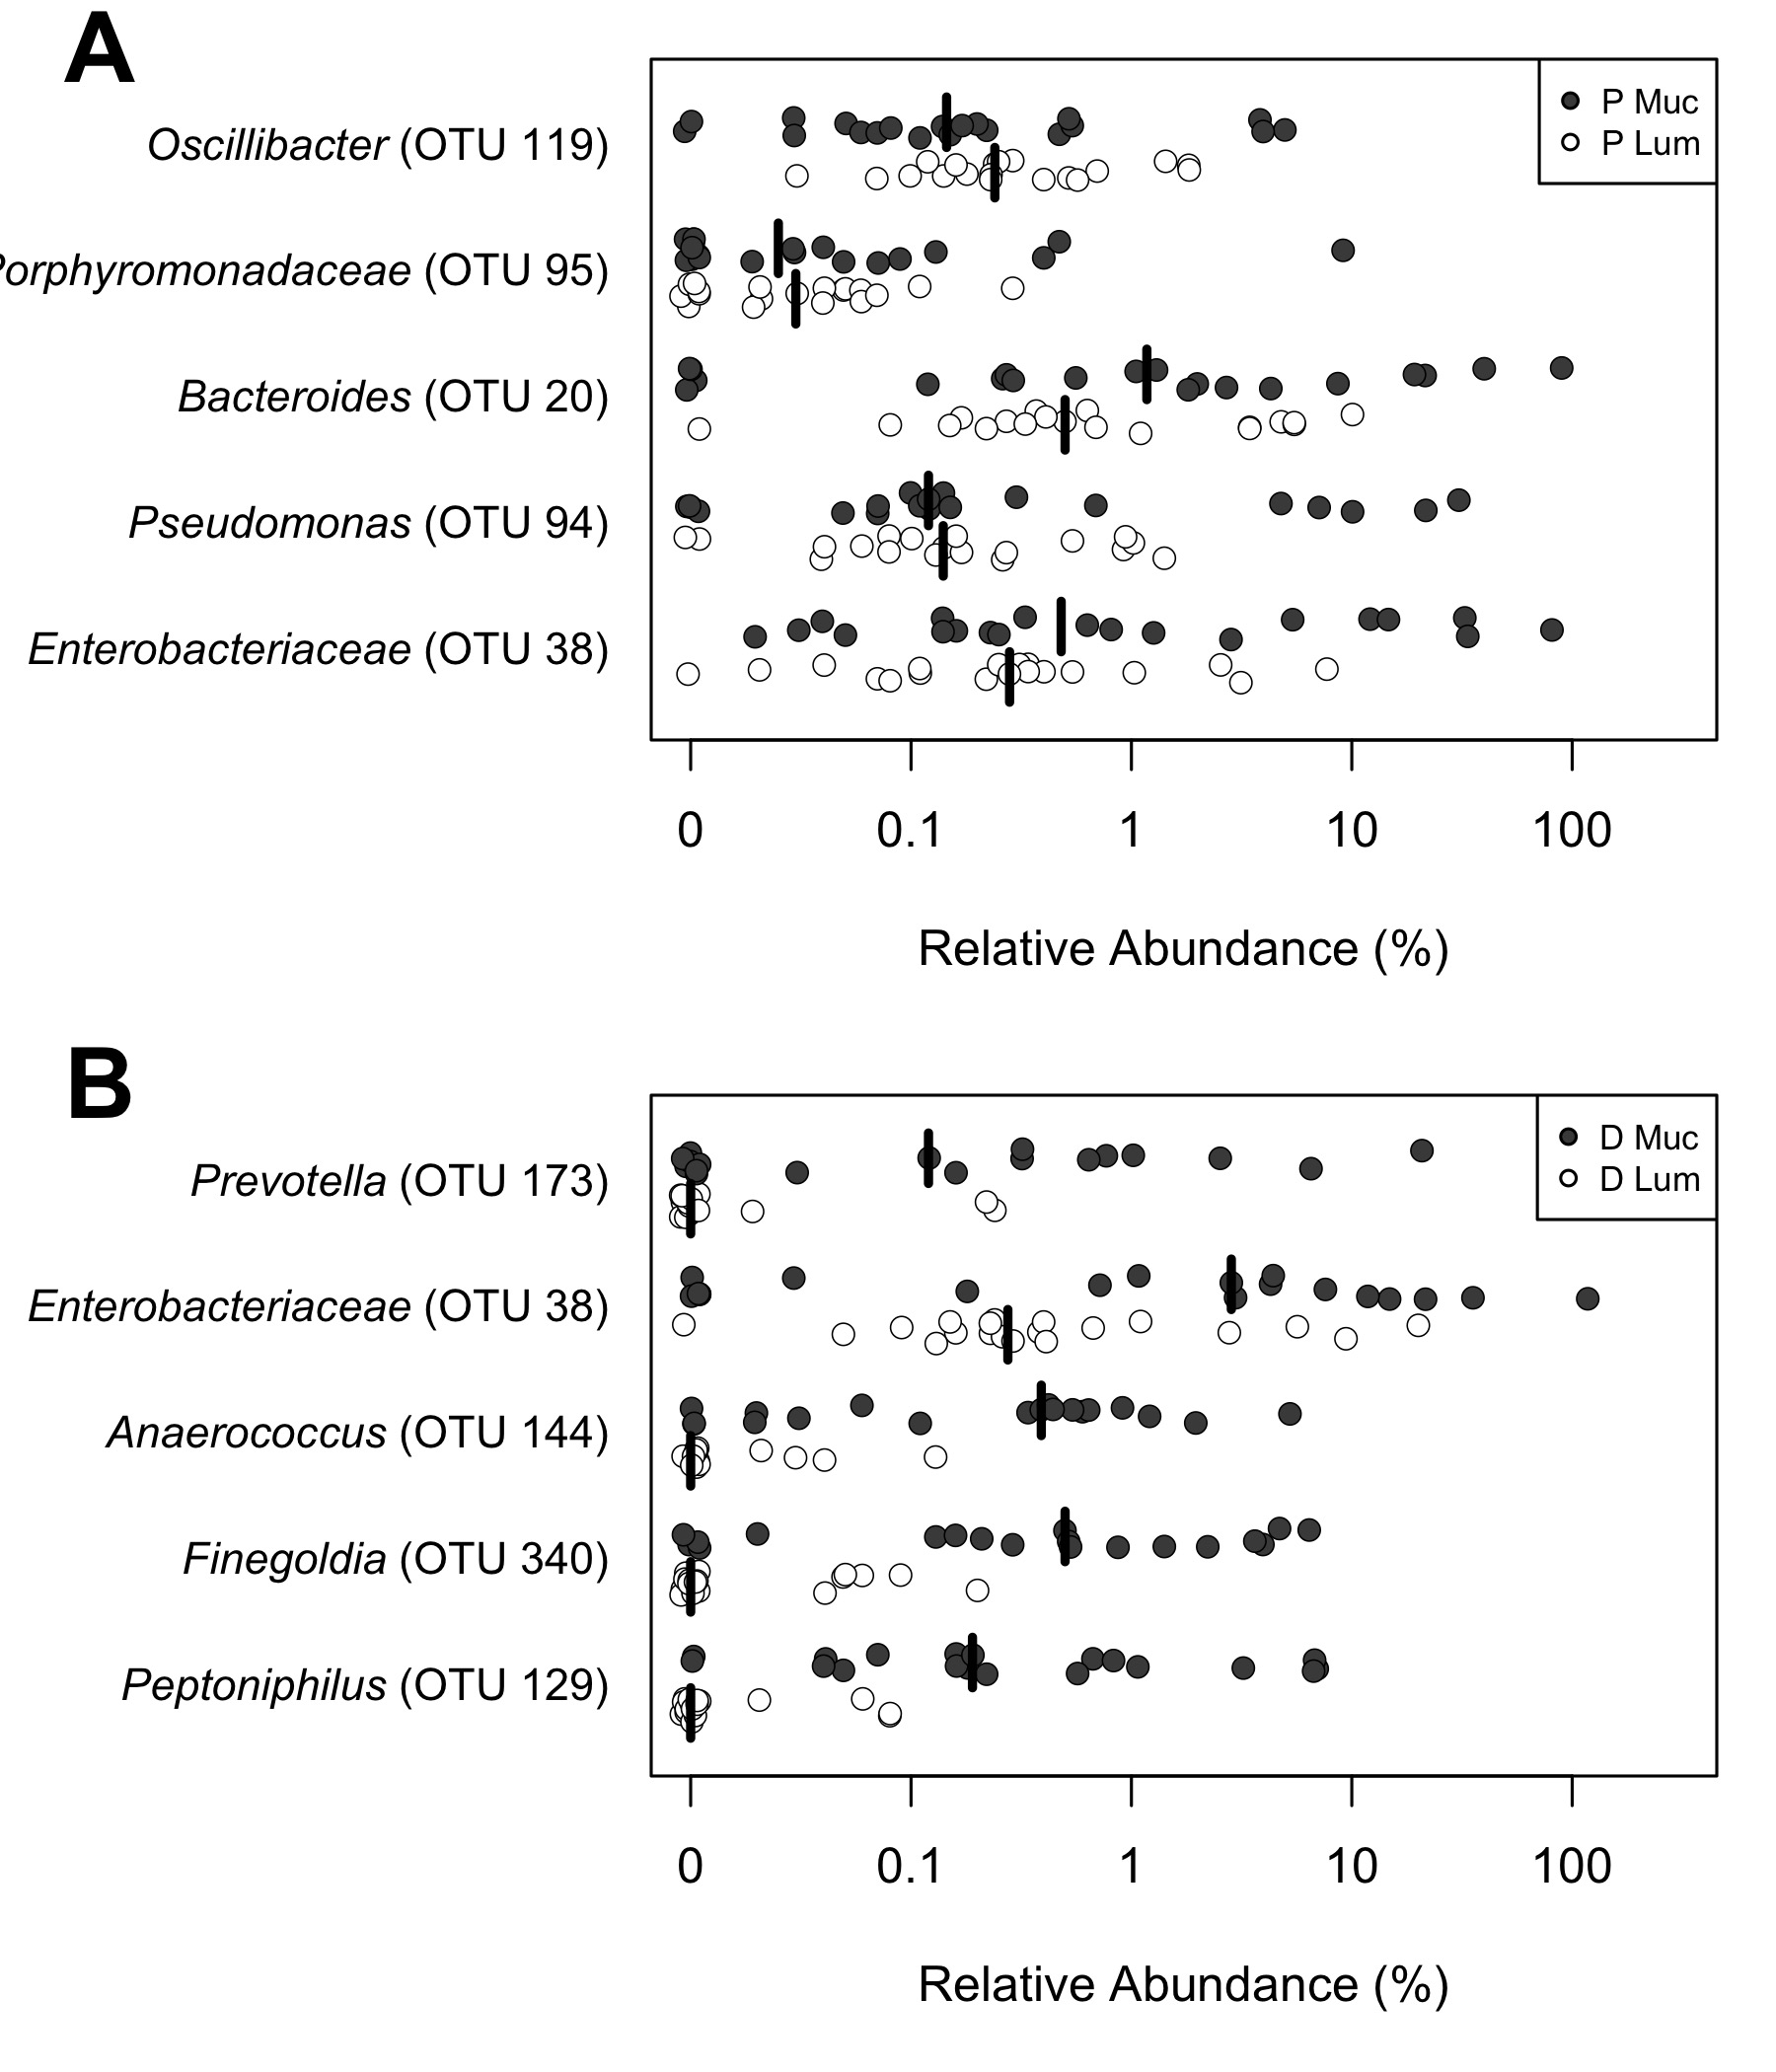 A
P Muc
P Lum
Oscillibacter (OTU 119)
orphyromonadaceae (OTU 95)
Bacteroides (OTU 20)
Pseudomonas (OTU 94)
Enterobacteriaceae (OTU 38)
0 0.1 1 10 100
Relative Abundance (%)
B
D Muc
D Lum
Prevotella (OTU 173)
Enterobacteriaceae (OTU 38)
Anaerococcus (OTU 144)
Finegoldia (OTU 340)
Peptoniphilus (OTU 129)
0 0.1 1 10 100
Relative Abundance (%)